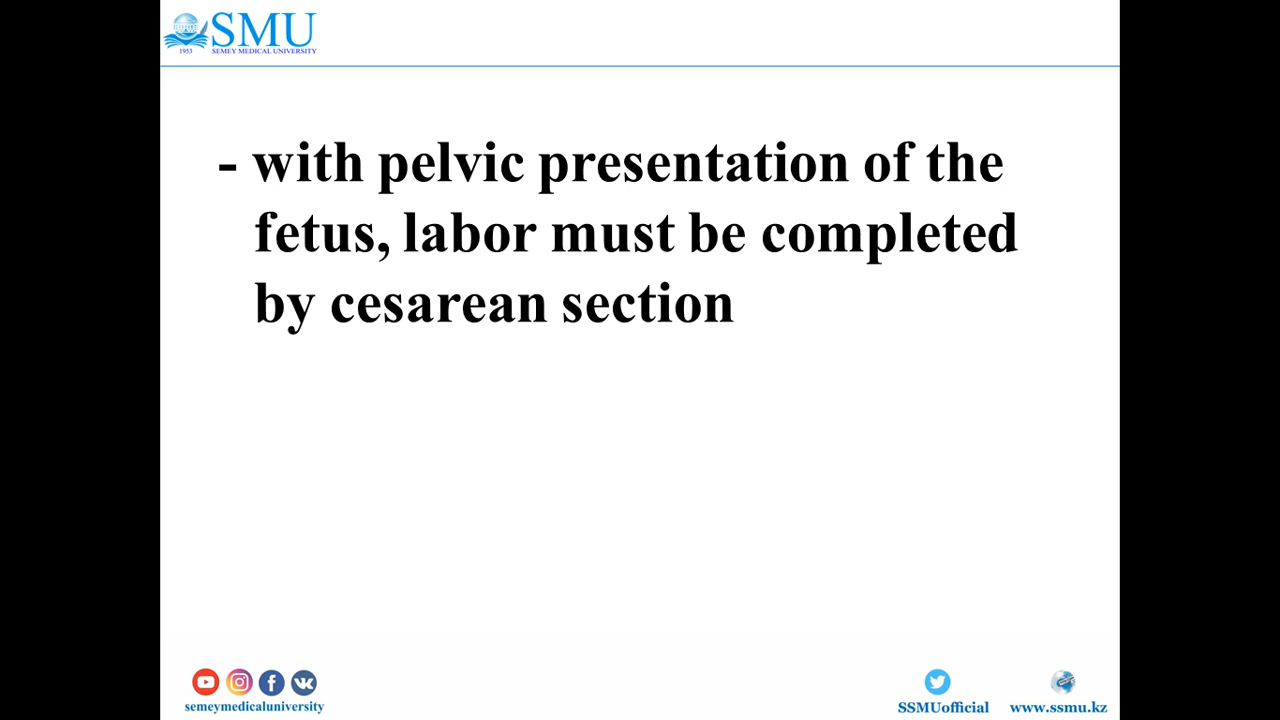 SMU
1953 SEMEY MEDICAL UNIVERSITY
- with pelvic presentation of the
fetus, labor must be completed
by cesarean section
semeymedicaluniversity
SSMUofficial www.ssmu.kz